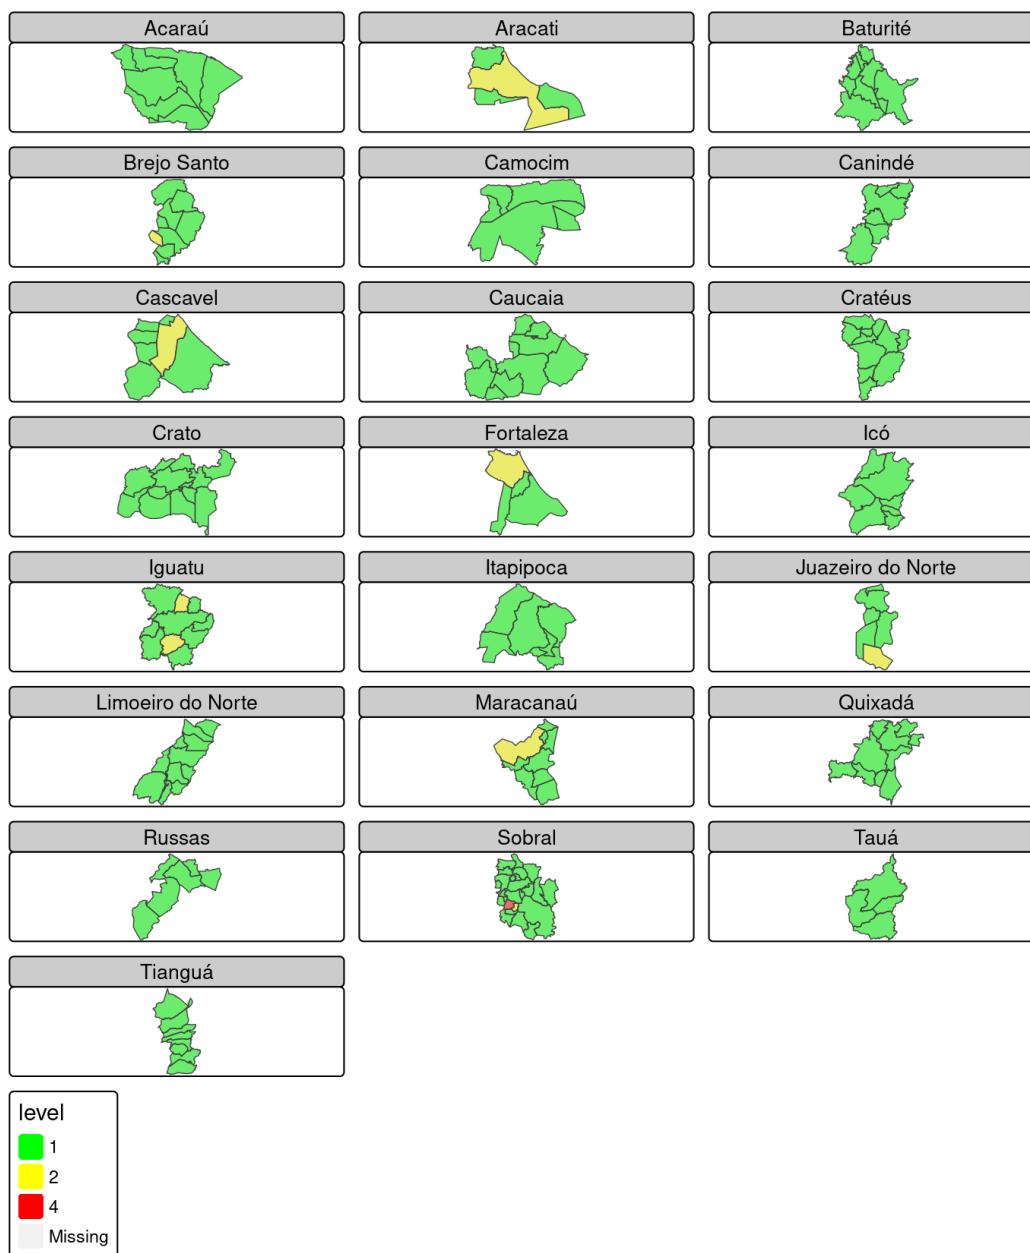 Acaraú
Aracati
Baturité
Brejo Santo
Camocim
Canindé
Cascavel
Caucaia
Cratéus
Crato
Fortaleza
Icó
Iguatu
Itapipoca
Juazeiro do Norte
Limoeiro do Norte
Maracanaú
Quixadá
Russas
Sobral
Tauá
Tianguá
level
1
2
4
Missing